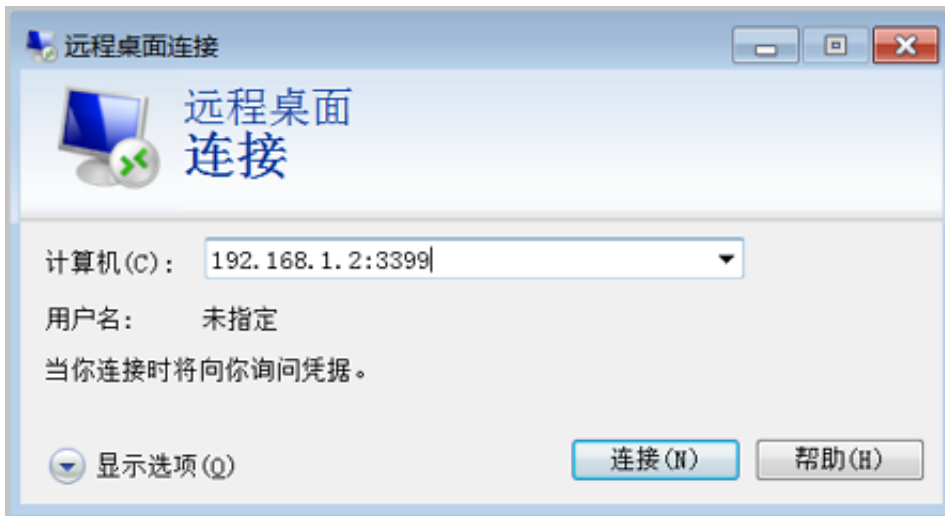 远程桌面连接
远程桌面
连接
计算机(C): 192.168.1.2:3399
用户名: 未指定
当你连接时将向你询问凭据。
显示选项(O) 连接(N) 帮助(H)